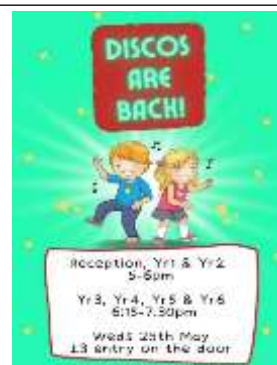 DISCOS
ARE
BACK!
Reception, Yr1 & Yr2
5-6pm
Yr3, Yr4, Yr5 & Yr6
6:15-7.30pm
Weds 25th May
£3 entry on the door